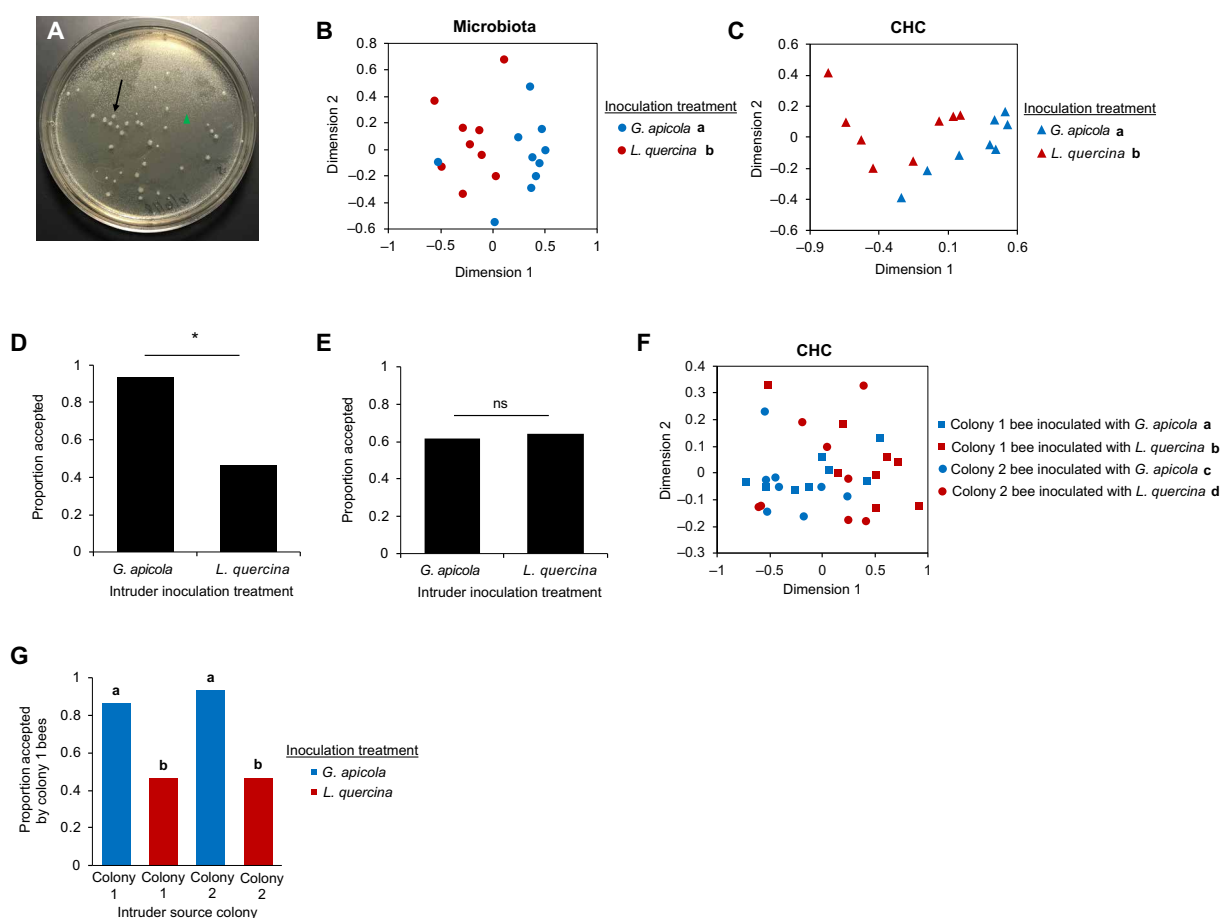 A
B
Microbiota
0.8
0.6
0.4
0.2
0
–0.2
–0.4
–0.6
–1
–0.5
0
0.5
1
Dimension 2
Dimension 1
Inoculation treatment
G. apicola a
L. quercina b
C
CHC
0.6
0.4
0.2
0
–0.2
–0.4
–0.6
–0.9
–0.4
0.1
0.6
Dimension 2
Dimension 1
Inoculation treatment
G. apicola a
L. quercina b
D
*
1
0.8
0.6
0.4
0.2
0
Proportion accepted
G. apicola
L. quercina
Intruder inoculation treatment
E
ns
1
0.8
0.6
0.4
0.2
0
Proportion accepted
G. apicola
L. quercina
Intruder inoculation treatment
F
CHC
0.4
0.3
0.2
0.1
0
–0.1
–0.2
–0.3
–1
–0.5
0
0.5
1
Dimension 2
Dimension 1
Colony 1 bee inoculated with G. apicola a
Colony 1 bee inoculated with L. quercina b
Colony 2 bee inoculated with G. apicola c
Colony 2 bee inoculated with L. quercina d
G
1
0.8
0.6
0.4
0.2
0
Proportion accepted
by colony 1 bees
a
b
a
b
Colony
1
Colony
1
Colony
2
Colony
2
Intruder source colony
Inoculation treatment
G. apicola
L. quercina